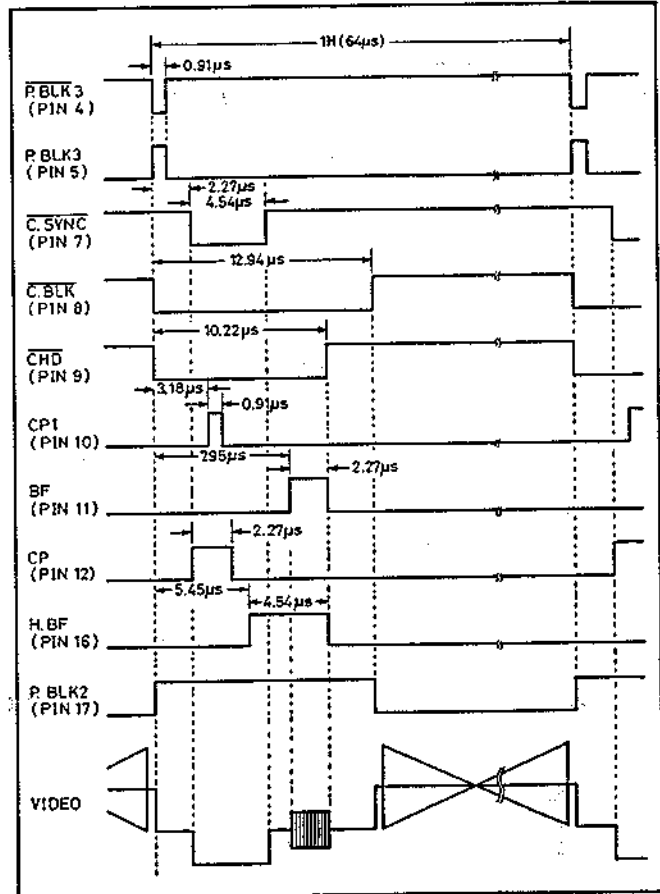 1H (64μs)
0.91μs
P.BLK3
(PIN 4)
P.BLK3
(PIN 5)
2.27μs
4.54μs
C.SYNC
(PIN 7)
12.94μs
C.BLK
(PIN 8)
10.22μs
CHD
(PIN 9)
3.18μs
0.91μs
CP1
(PIN 10)
295μs
2.27μs
BF
(PIN 11)
2.27μs
CP
(PIN 12)
5.45μs
4.54μs
H.BF
(PIN 16)
P.BLK2
(PIN 17)
VIDEO